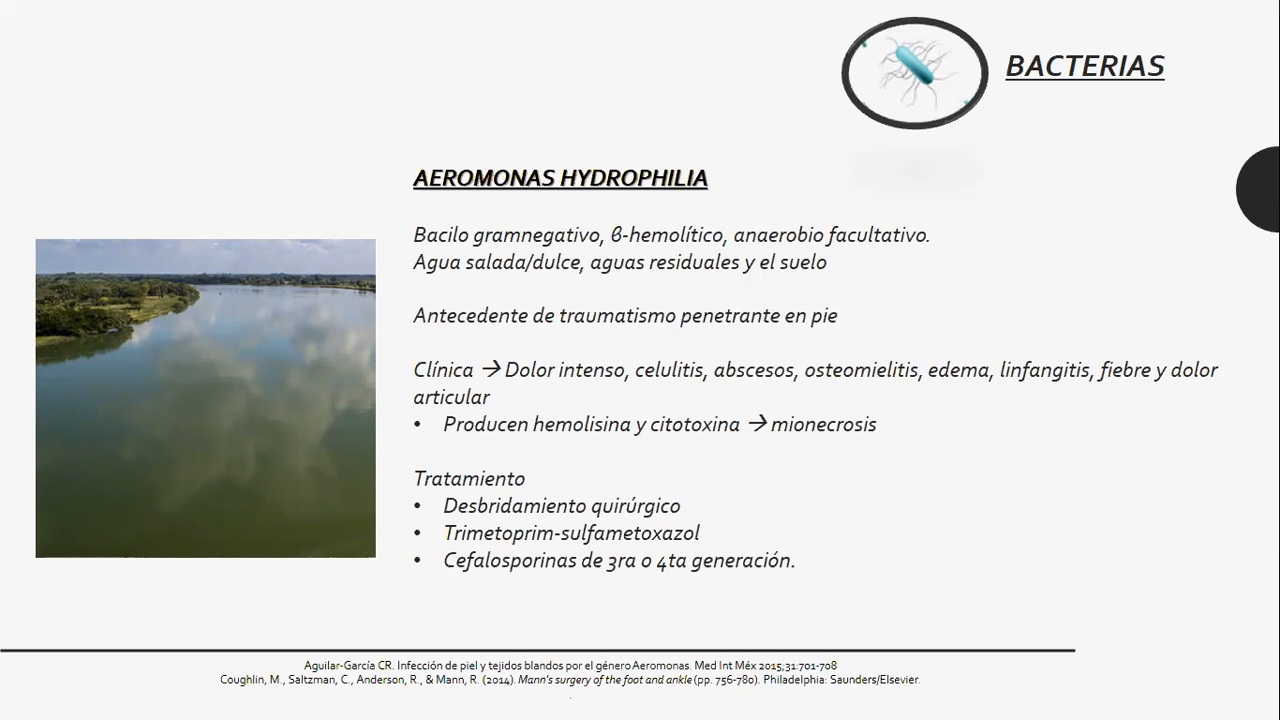 BACTERIAS
AEROMONAS HYDROPHILIA
Bacilo gramnegativo, β-hemolítico, anaerobio facultativo.
Agua salada/dulce, aguas residuales y el suelo
Antecedente de traumatismo penetrante en pie
Clínica → Dolor intenso, celulitis, abscesos, osteomielitis, edema, linfangitis, fiebre y dolor
articular
• Producen hemolisina y citotoxina → mionecrosis
Tratamiento
• Desbridamiento quirúrgico
• Trimetoprim-sulfametoxazol
• Cefalosporinas de 3ra o 4ta generación.
Aguilar-García CR. Infección de piel y tejidos blandos por el género Aeromonas. Med Int Méx 2015;31:701-708
Coughlin, M., Saltzman, C., Anderson, R., & Mann, R. (2014). Mann's surgery of the foot and ankle (pp. 756-780). Philadelphia: Saunders/Elsevier.
.